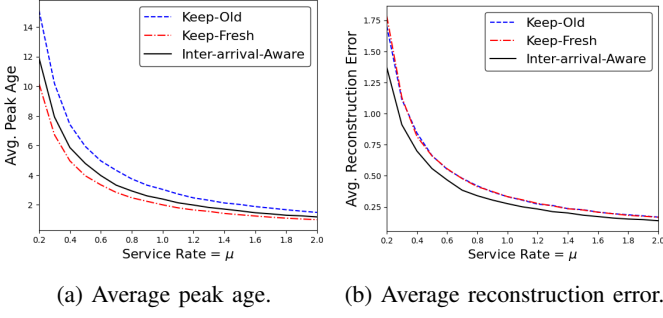 Keep-Old
Keep-Fresh
Inter-arrival-Aware
Avg. Peak Age
14
12
10
8
6
4
2
0.2 0.4 0.6 0.8 1.0 1.2 1.4 1.6 1.8 2.0
Service Rate = μ
(a) Average peak age.
Keep-Old
Keep-Fresh
Inter-arrival-Aware
Avg. Reconstruction Error
1.75
1.50
1.25
1.00
0.75
0.50
0.25
0.2 0.4 0.6 0.8 1.0 1.2 1.4 1.6 1.8 2.0
Service Rate = μ
(b) Average reconstruction error.